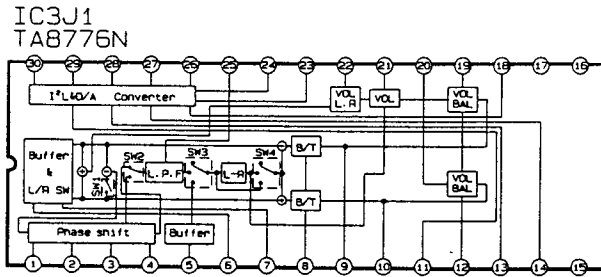 IC3J1
TA8776N
30 29 28 27 26 25 24 23 22 21 20 19 18 17 16
I²L&D/A Converter
VOL
L.R
VOL
VOL
BAL
Buffer
&
L/R SW
SW1
SW2
L.P.F
SW3
L-R
SW4
B/T
B/T
VOL
BAL
Phase shift
Buffer
1 2 3 4 5 6 7 8 9 10 11 12 13 14 15